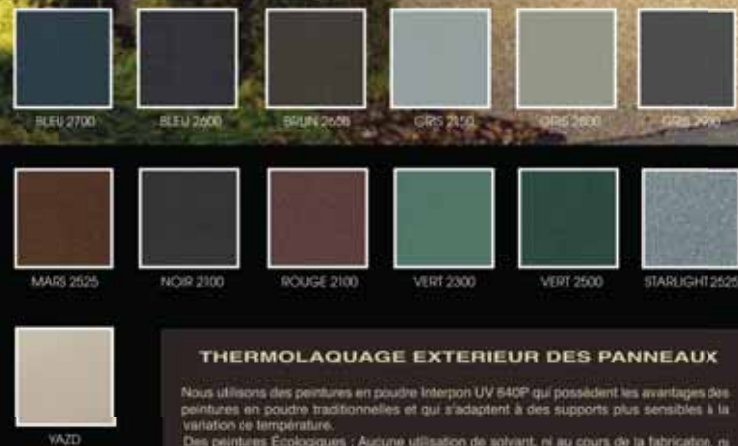 BLEU 2700 BLEU 2600 BRUN 2650 GRIS 2150 GRIS 2800 GRIS 2900
MARS 2525 NOIR 2100 ROUGE 2100 VERT 2300 VERT 2500 STARLIGHT 2525
YAZD
THERMOLAQUAGE EXTERIEUR DES PANNEAUX
Nous utilisons des peintures en poudre Interpon UV 640P qui possèdent les avantages des
peintures en poudre traditionnelles et qui s'adaptent à des supports plus sensibles à la
variation de température.
Des peintures Écologiques : Aucune utilisation de solvant, ni au cours de la fabrication, ni